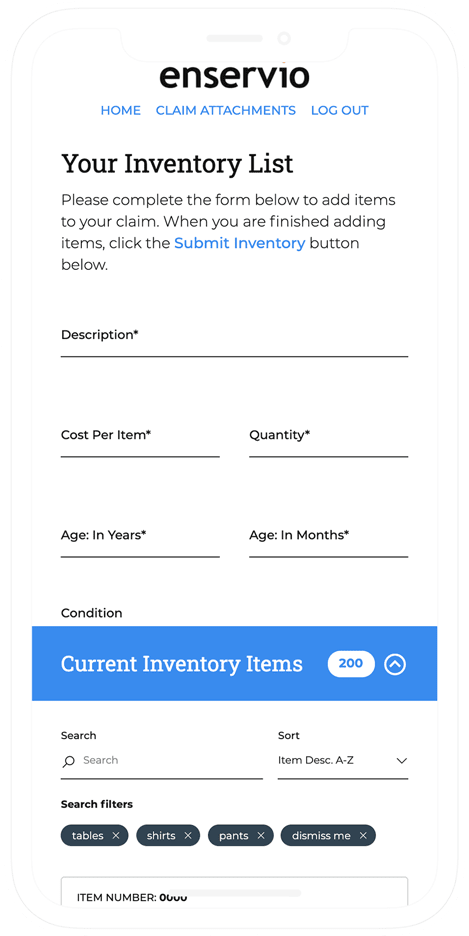 enservio
HOME CLAIM ATTACHMENTS LOG OUT
Your Inventory List
Please complete the form below to add items
to your claim. When you are finished adding
items, click the Submit Inventory button
below.
Description*
Cost Per Item* Quantity*
Age: In Years* Age: In Months*
Condition
Current Inventory Items 200
Search Sort
Search Item Desc. A-Z
Search filters
tables shirts pants dismiss me
ITEM NUMBER: 0000